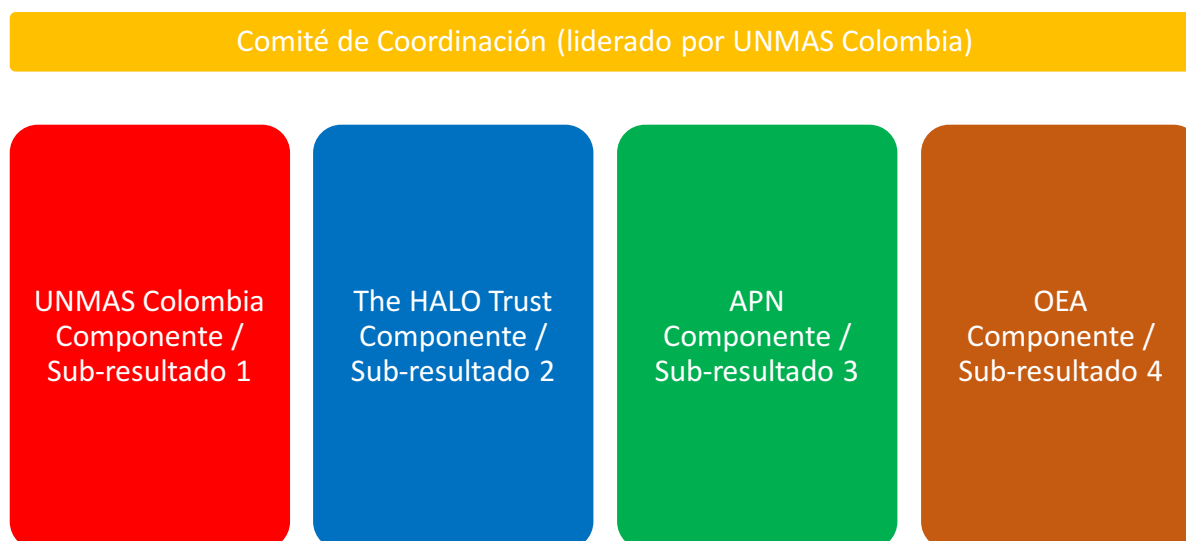 Comité de Coordinación (liderado por UNMAS Colombia)
UNMAS Colombia
Componente /
Sub-resultado 1
The HALO Trust
Componente /
Sub-resultado 2
APN
Componente /
Sub-resultado 3
OEA
Componente /
Sub-resultado 4